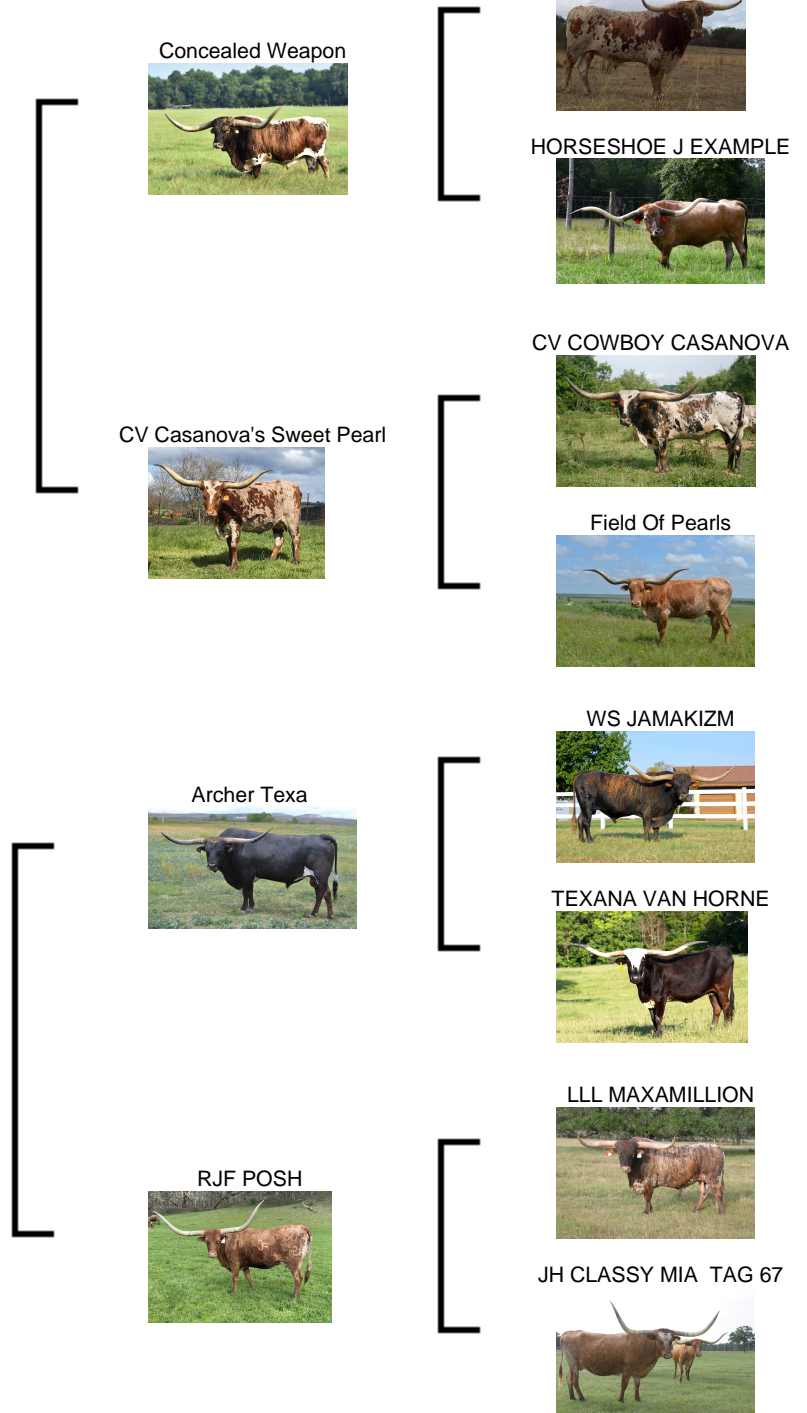 Concealed Weapon
HORSESHOE J EXAMPLE
CV COWBOY CASANOVA
CV Casanova's Sweet Pearl
Field Of Pearls
WS JAMAKIZM
Archer Texa
TEXANA VAN HORNE
LLL MAXAMILLION
RJF POSH
JH CLASSY MIA  TAG 67